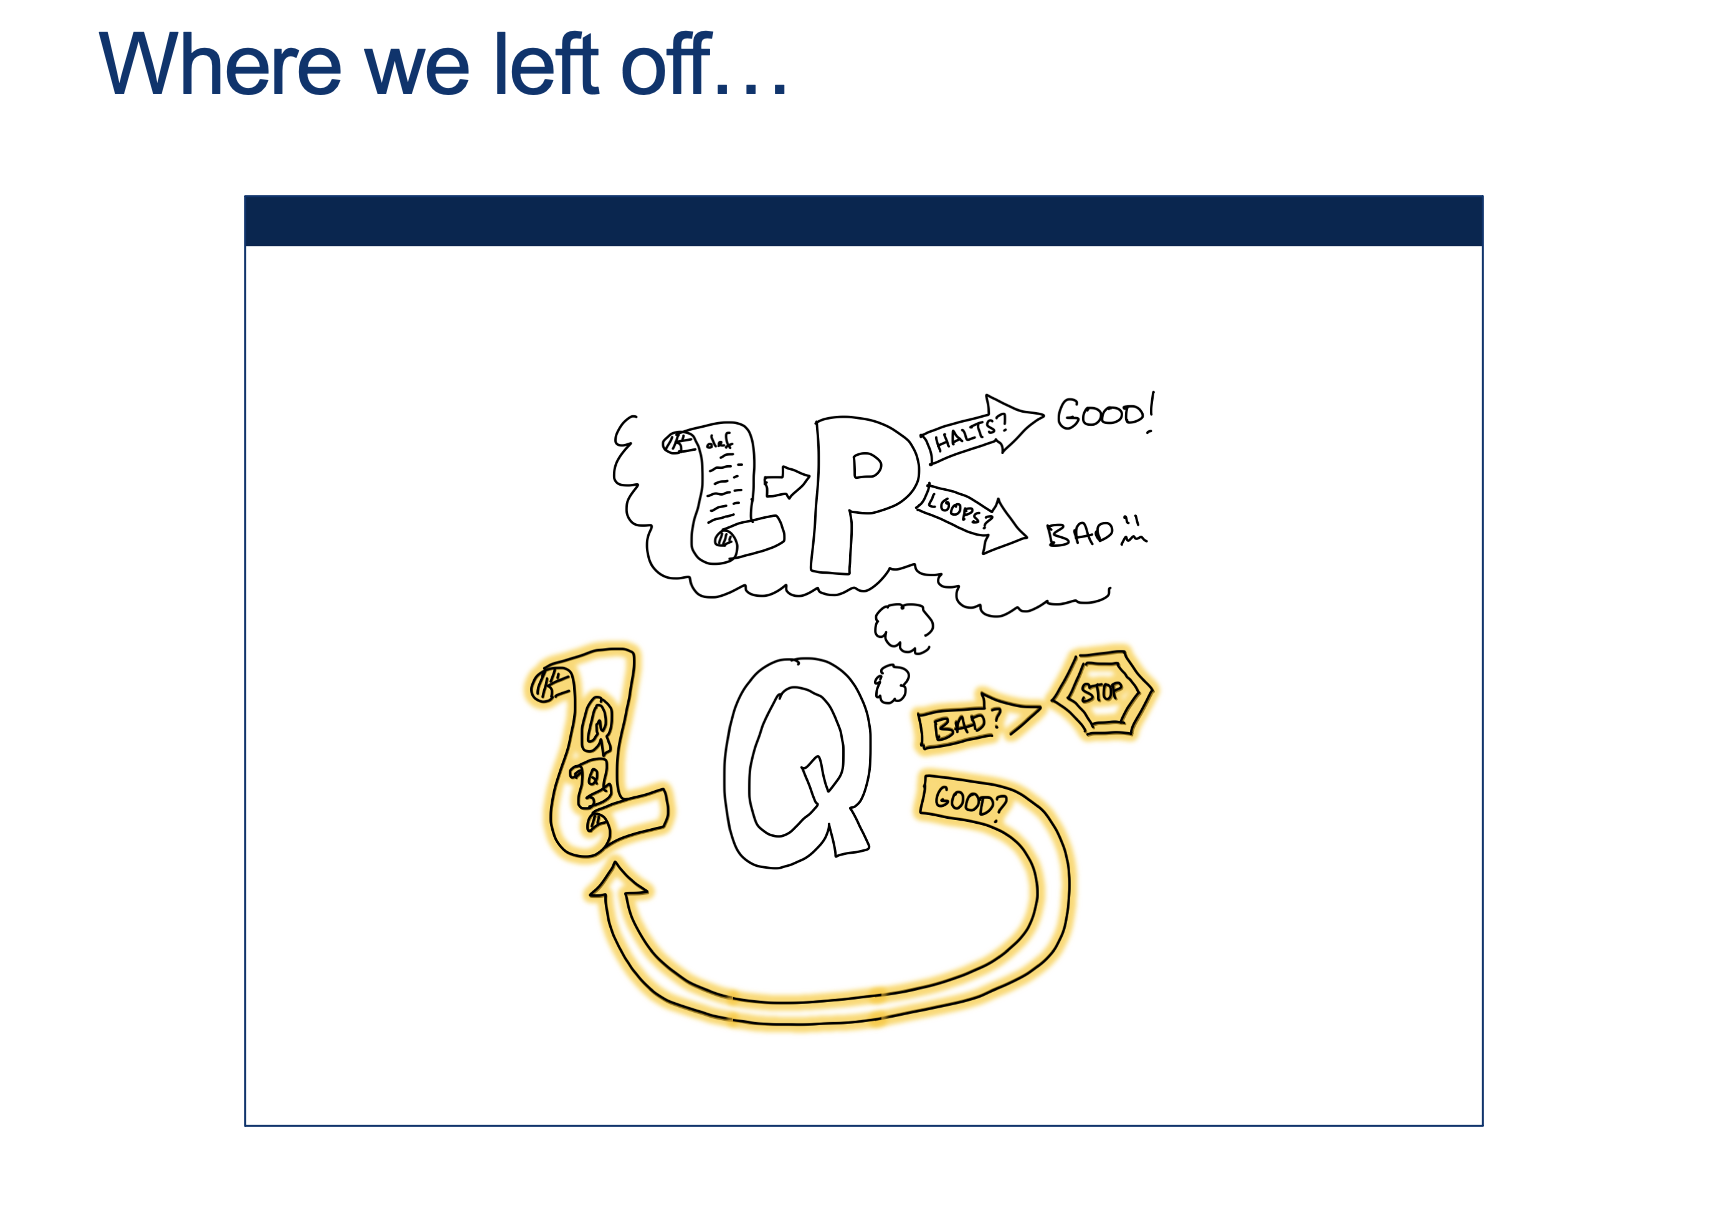 Where we left off…
def
P
HALTS?
GOOD!
LOOPS?
BAD
Q
Q
Q
BAD?
STOP
GOOD?